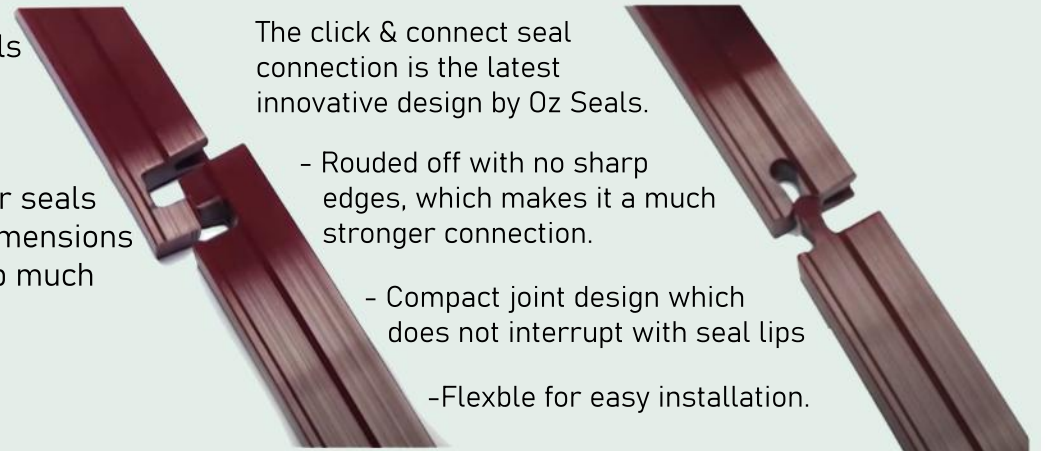 ls
r seals
mensions
o much
The click & connect seal
connection is the latest
innovative design by Oz Seals.
- Rouded off with no sharp
edges, which makes it a much
stronger connection.
- Compact joint design which
does not interrupt with seal lips
-Flexble for easy installation.